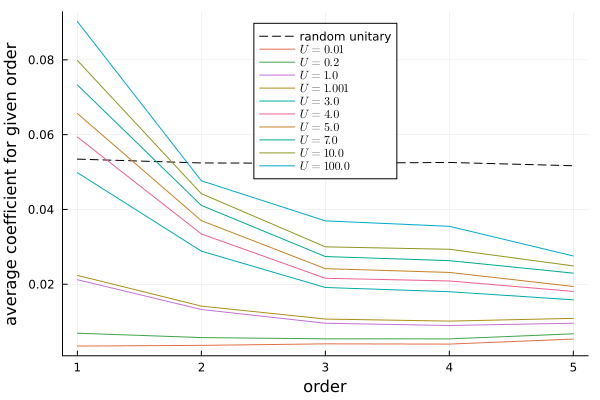 random unitary
U = 0.01
U = 0.2
U = 1.0
U = 1.001
U = 3.0
U = 4.0
U = 5.0
U = 7.0
U = 10.0
U = 100.0
0.08
0.06
0.04
0.02
average coefficient for given order
1 2 3 4 5
order